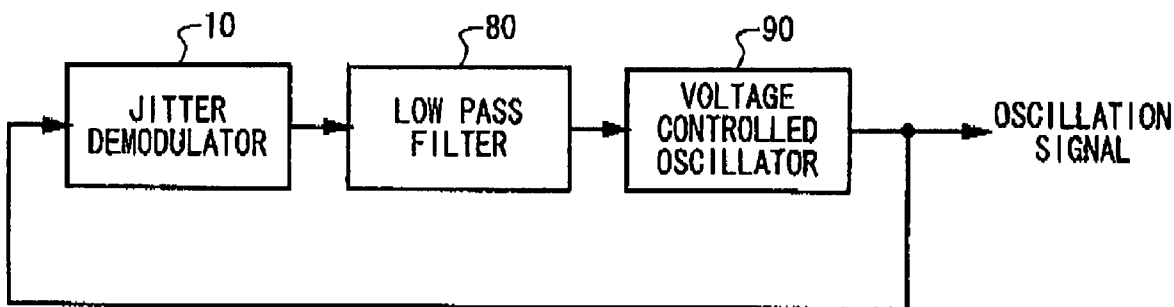 10
JITTER
DEMODULATOR
80
LOW PASS
FILTER
90
VOLTAGE
CONTROLLED
OSCILLATOR
OSCILLATION
SIGNAL